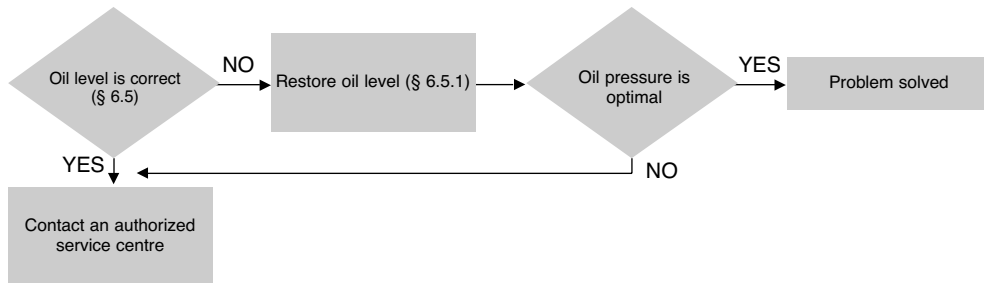 Oil level is correct
(§ 6.5)
NO
Restore oil level (§ 6.5.1)
Oil pressure is
optimal
YES
Problem solved
YES
NO
Contact an authorized
service centre